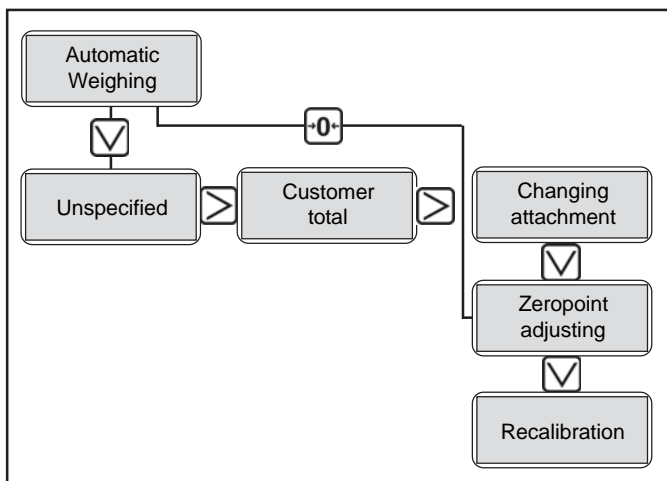 Automatic
Weighing
→0←
Unspecified
Customer
total
Changing
attachment
Zeropoint
adjusting
Recalibration